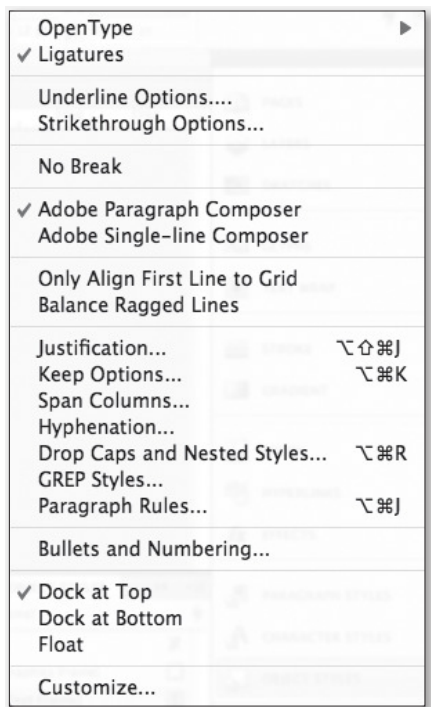 OpenType ▶
✓ Ligatures
Underline Options....
Strikethrough Options...
No Break
✓ Adobe Paragraph Composer
Adobe Single-line Composer
Only Align First Line to Grid
Balance Ragged Lines
Justification... ⌥⇧⌘J
Keep Options... ⌥⌘K
Span Columns...
Hyphenation...
Drop Caps and Nested Styles... ⌥⌘R
GREP Styles...
Paragraph Rules... ⌥⌘J
Bullets and Numbering...
✓ Dock at Top
Dock at Bottom
Float
Customize...